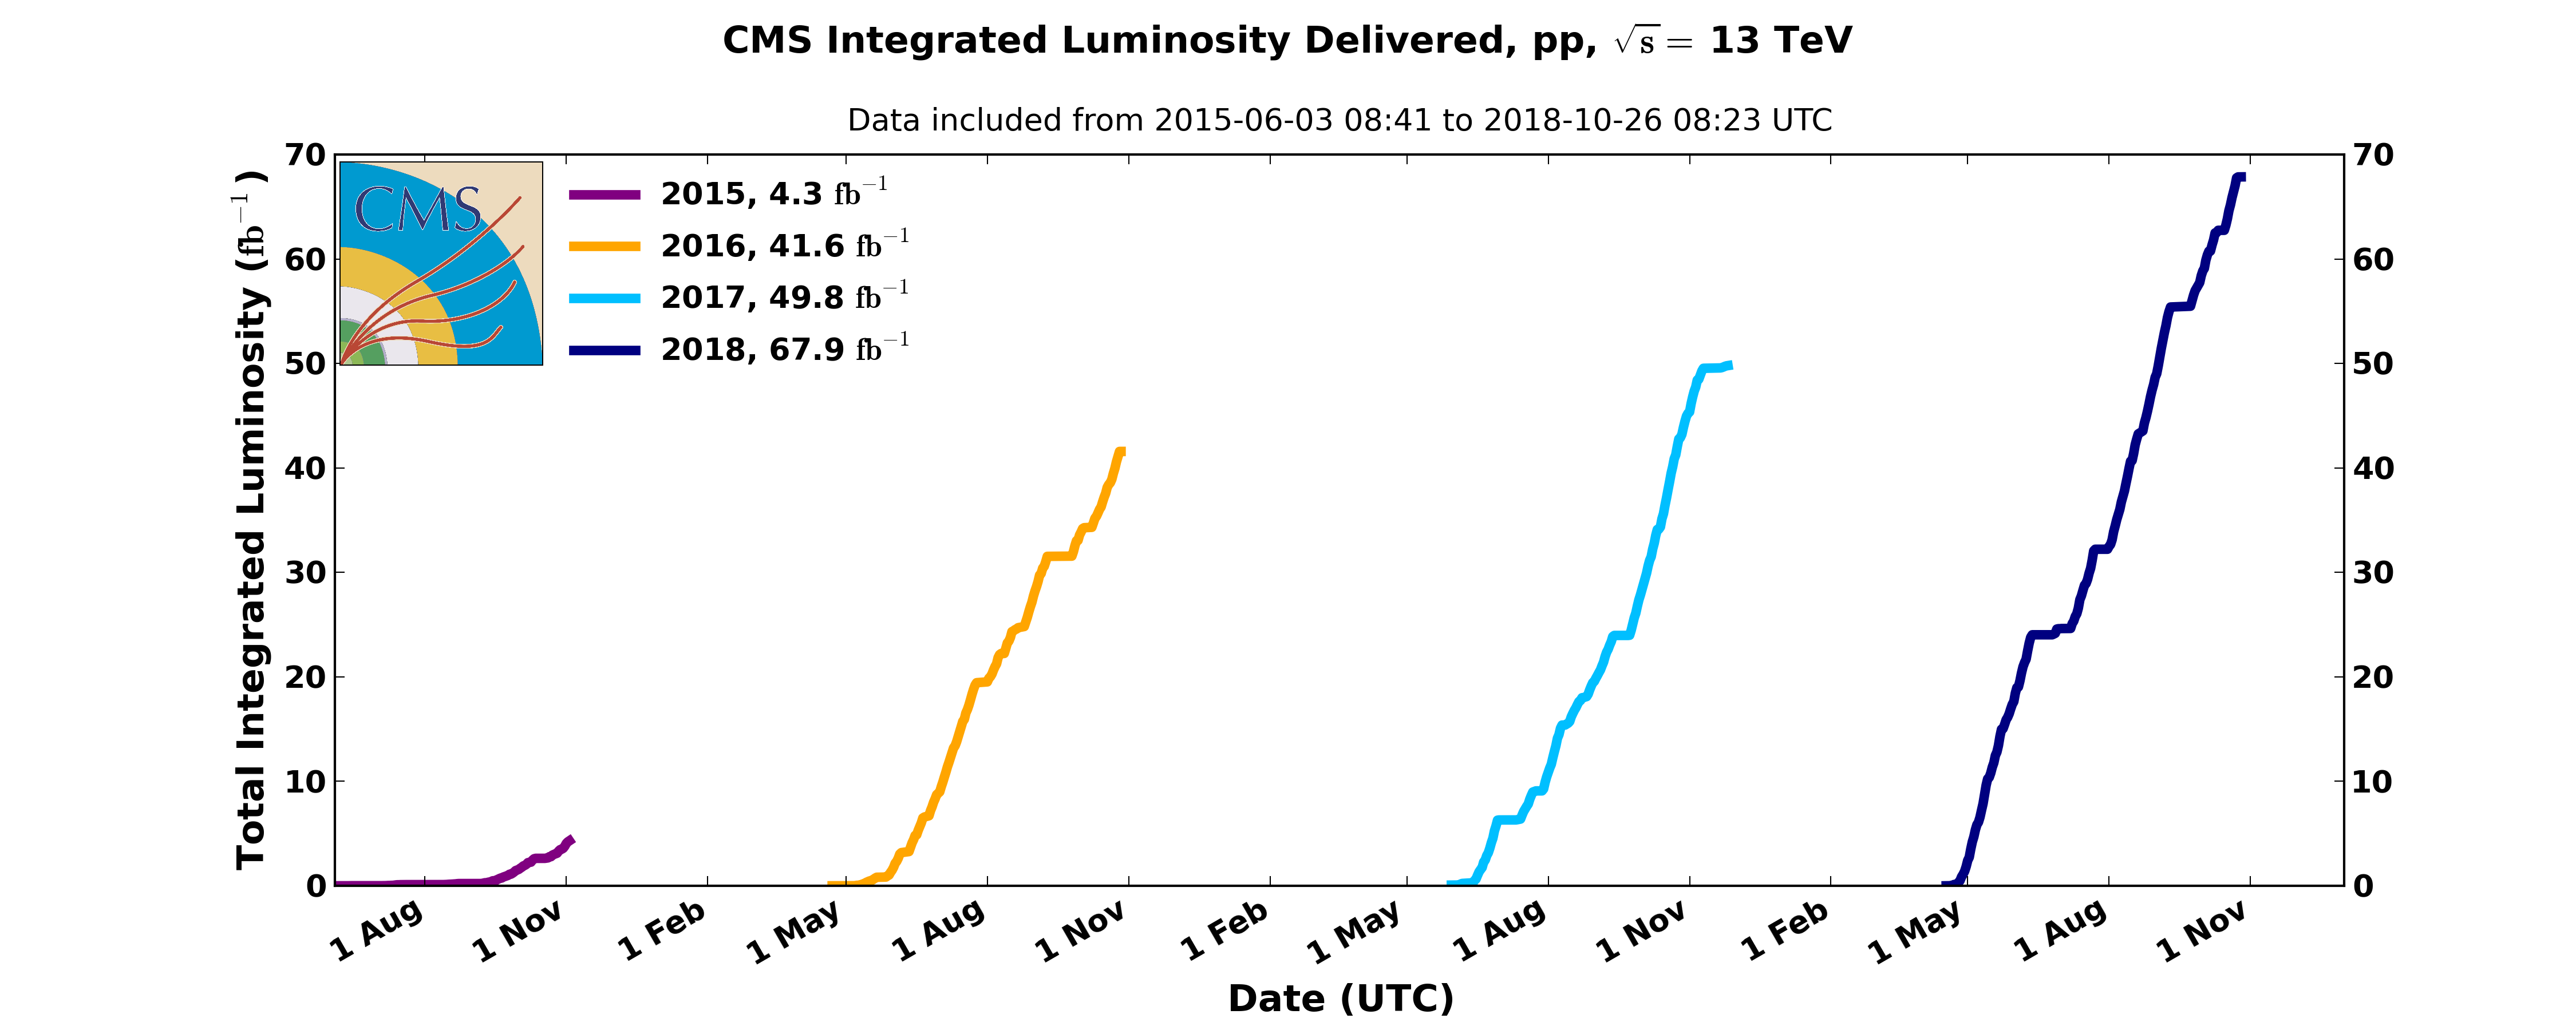 CMS Integrated Luminosity Delivered, pp, √s = 13 TeV
Data included from 2015-06-03 08:41 to 2018-10-26 08:23 UTC
CMS
2015, 4.3 fb⁻¹
2016, 41.6 fb⁻¹
2017, 49.8 fb⁻¹
2018, 67.9 fb⁻¹
Total Integrated Luminosity (fb⁻¹)
70 70
60 60
50 50
40 40
30 30
20 20
10 10
0 0
1 Aug 1 Nov 1 Feb 1 May 1 Aug 1 Nov 1 Feb 1 May 1 Aug 1 Nov 1 Feb 1 May 1 Aug 1 Nov
Date (UTC)